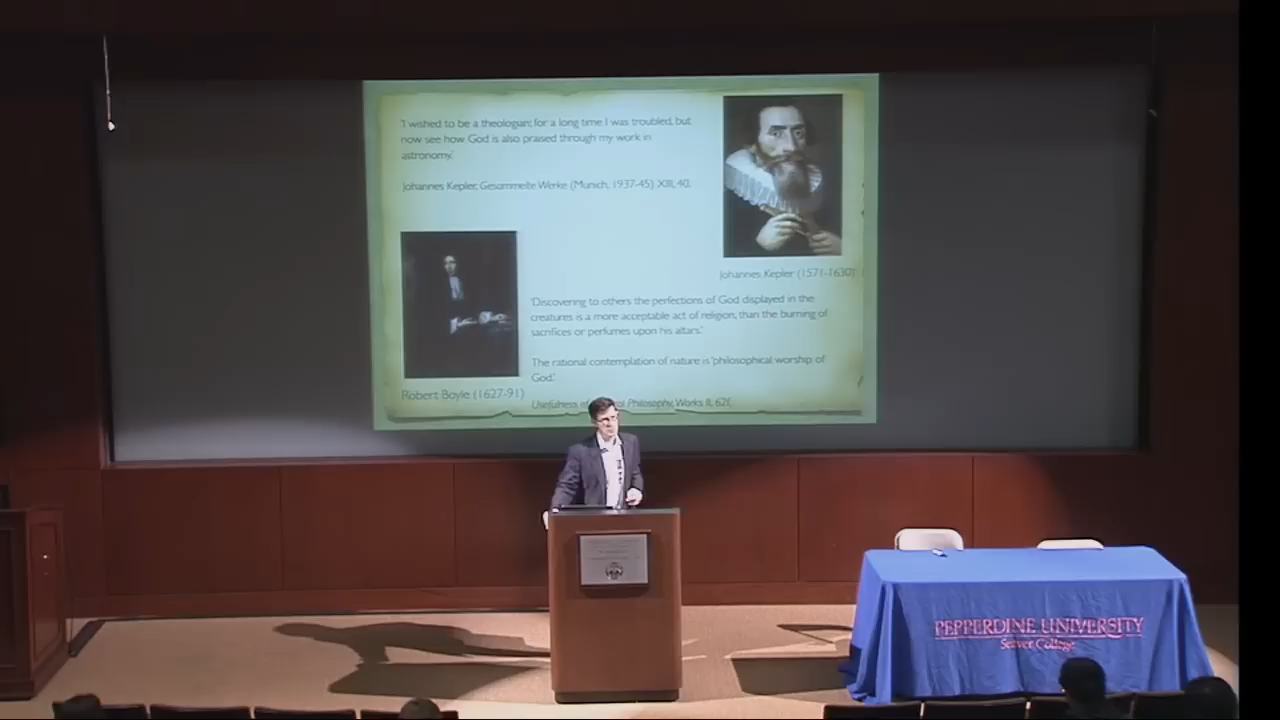 'I wished to be a theologian; for a long time I was troubled, but
now see how God is also praised through my work in
astronomy.'
Johannes Kepler, Gesammelte Werke (Munich, 1937-45) XIII, 40.
Johannes Kepler (1571-1630)
'Discovering to others the perfections of God displayed in the
creatures is a more acceptable act of religion, than the burning of
sacrifices or perfumes upon his altars.'
The rational contemplation of nature is 'philosophical worship of
God.'
Robert Boyle (1627-91)
Usefulness of Philosophy, Works II, 62f.
PEPPERDINE UNIVERSITY
Seaver College